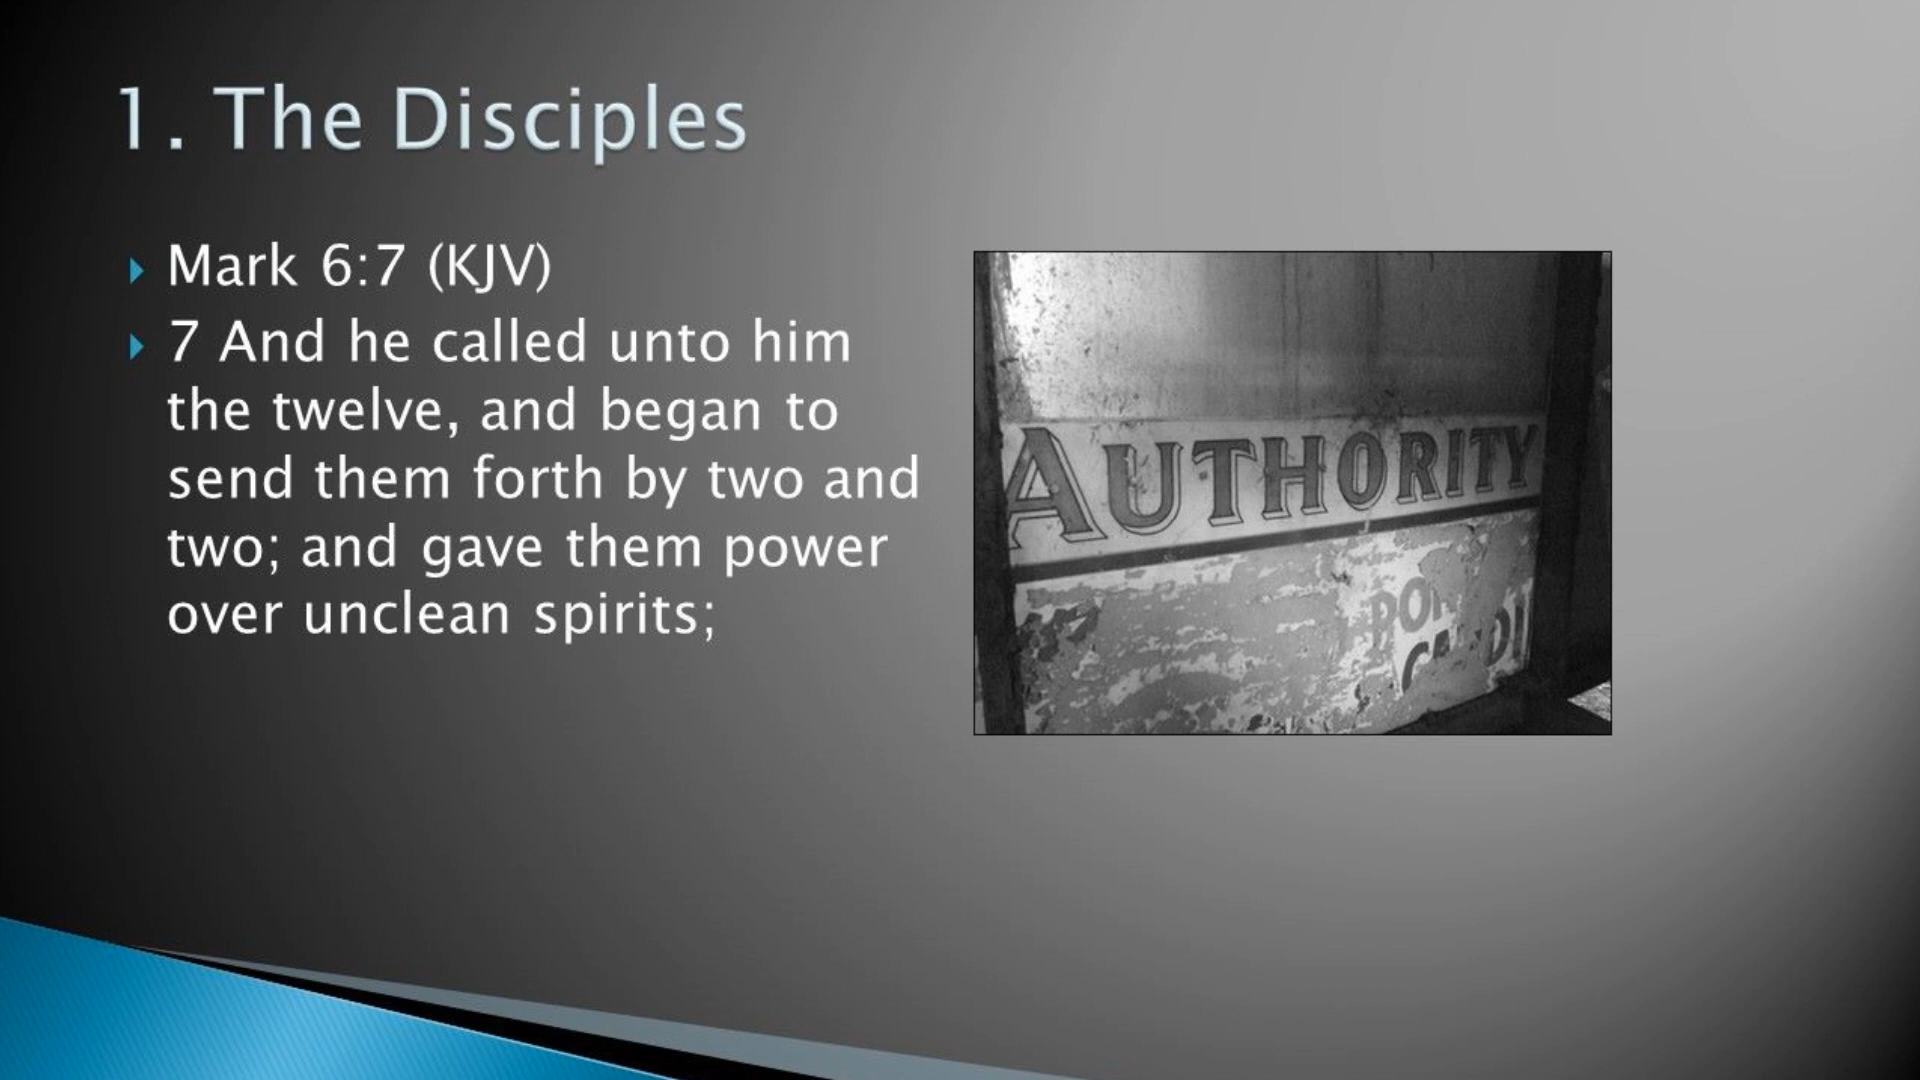 1. The Disciples
Mark 6:7 (KJV)
7 And he called unto him
the twelve, and began to
send them forth by two and
two; and gave them power
over unclean spirits;
AUTHORITY